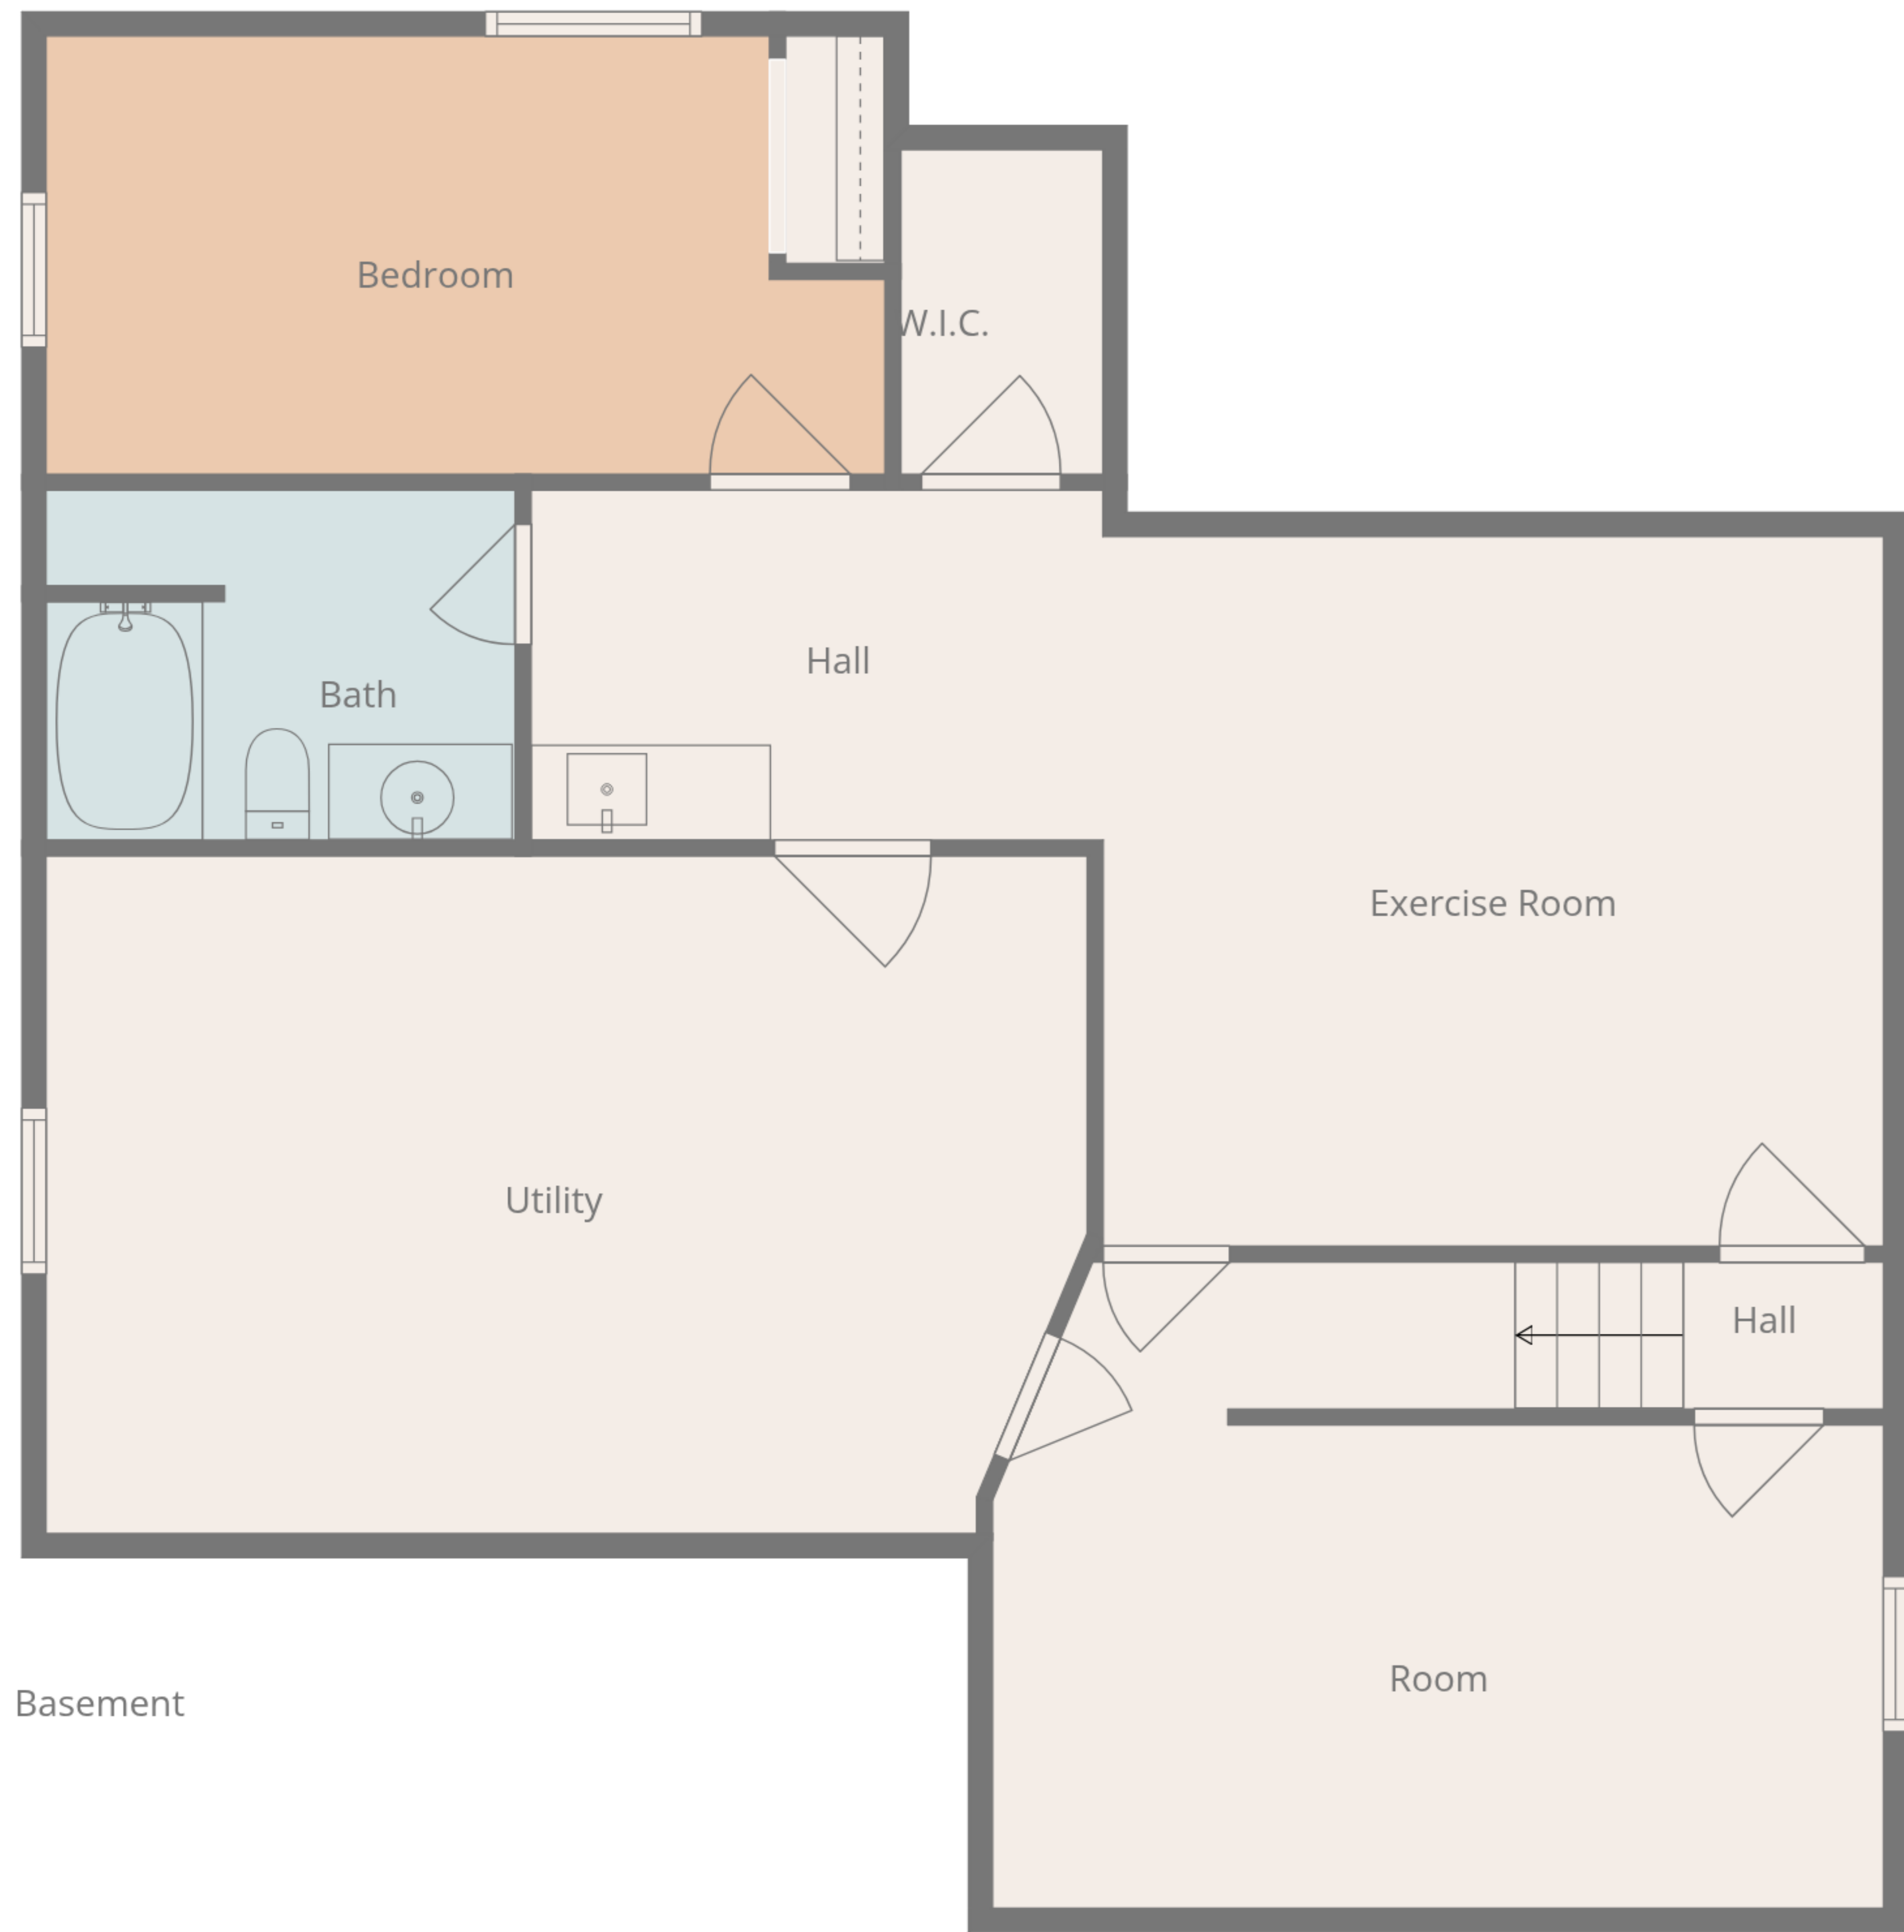 Bedroom
W.I.C.
Hall
Bath
Exercise Room
Utility
Hall
Room
Basement